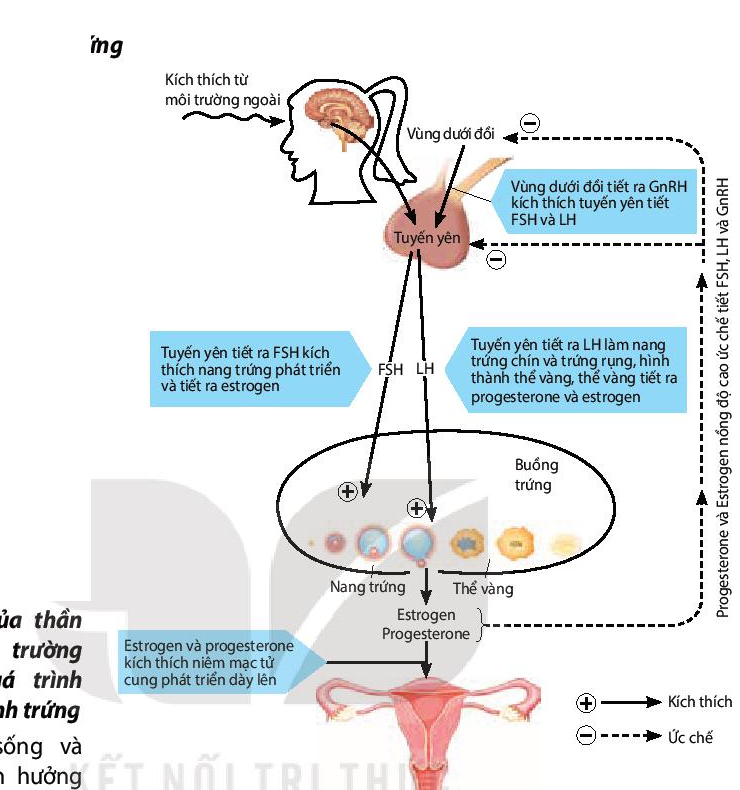 ứng
Kích thích từ
môi trường ngoài
Vùng dưới đồi
Vùng dưới đồi tiết ra GnRH
kích thích tuyến yên tiết
FSH và LH
Tuyến yên
Tuyến yên tiết ra FSH kích
thích nang trứng phát triển
và tiết ra estrogen
FSH
LH
Tuyến yên tiết ra LH làm nang
trứng chín và trứng rụng, hình
thành thể vàng, thể vàng tiết ra
progesterone và estrogen
Progesterone và Estrogen nồng độ cao ức chế tiết FSH, LH và GnRH
Buồng
trứng
Nang trứng
Thể vàng
Estrogen
Progesterone
Estrogen và progesterone
kích thích niêm mạc tử
cung phát triển dày lên
Kích thích
Ức chế
ủa thần
trường
á trình
nh trứng
sống và
h hưởng
KẾT NỐI TRI THỨC